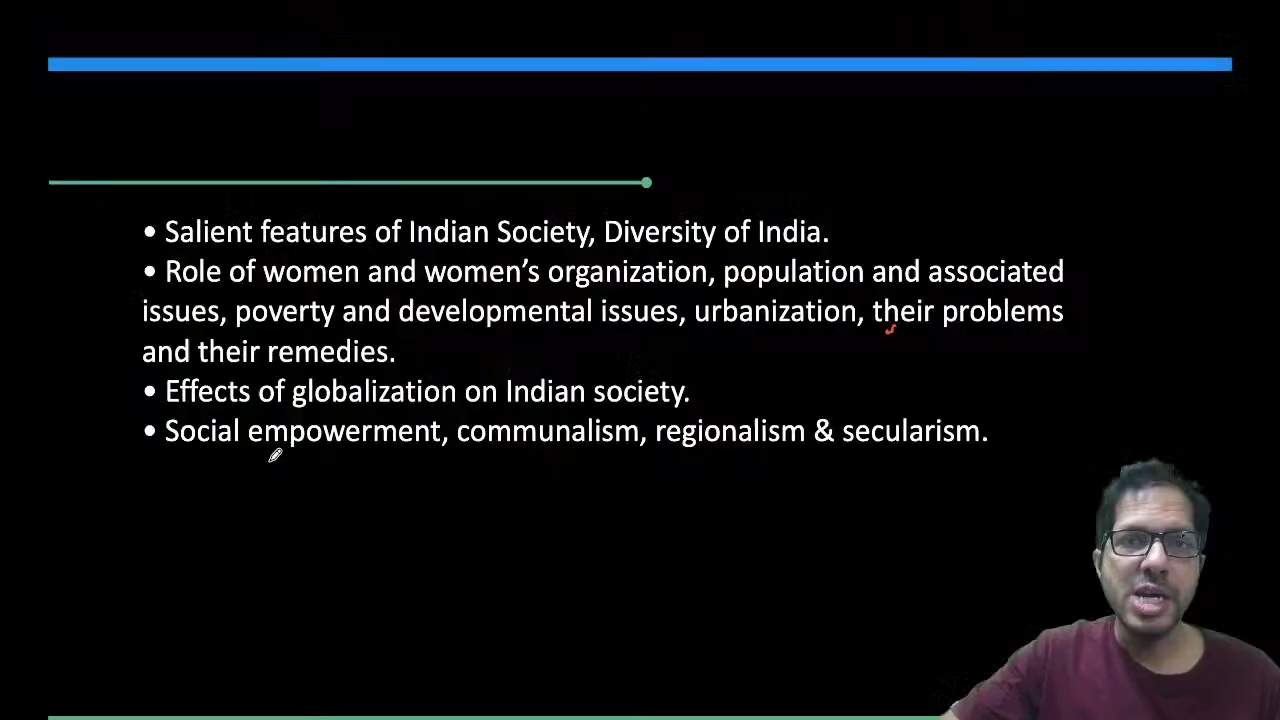 • Salient features of Indian Society, Diversity of India.
• Role of women and women’s organization, population and associated
issues, poverty and developmental issues, urbanization, their problems
and their remedies.
• Effects of globalization on Indian society.
• Social empowerment, communalism, regionalism & secularism.